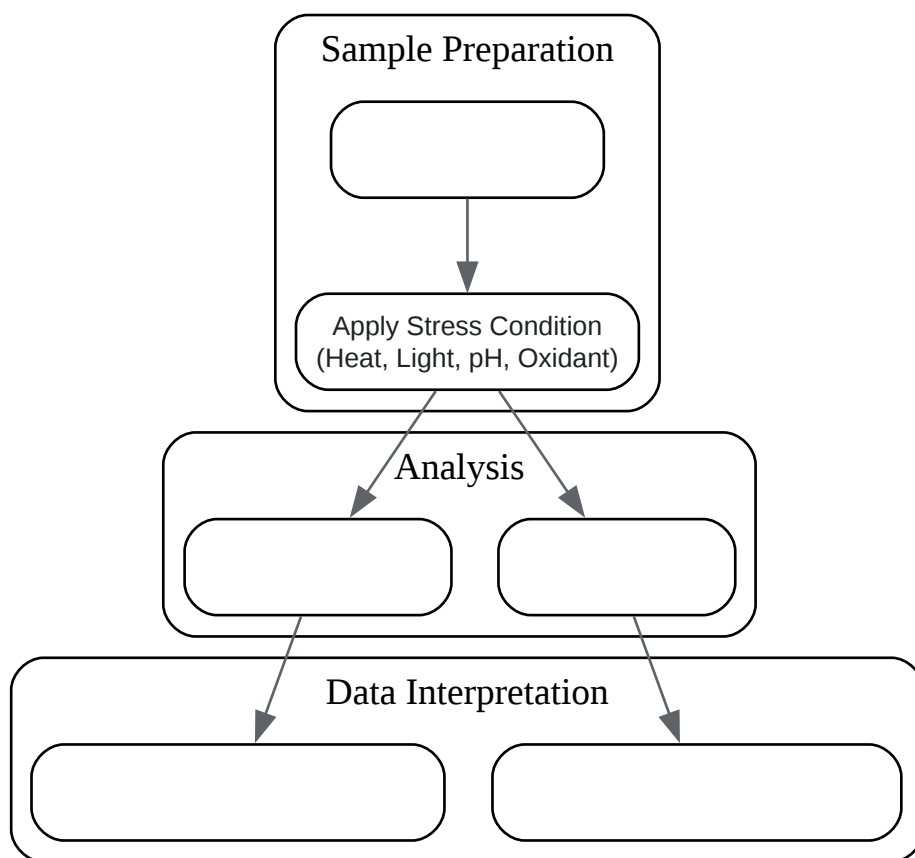 Sample Preparation
Apply Stress Condition
(Heat, Light, pH, Oxidant)
Analysis
Data Interpretation